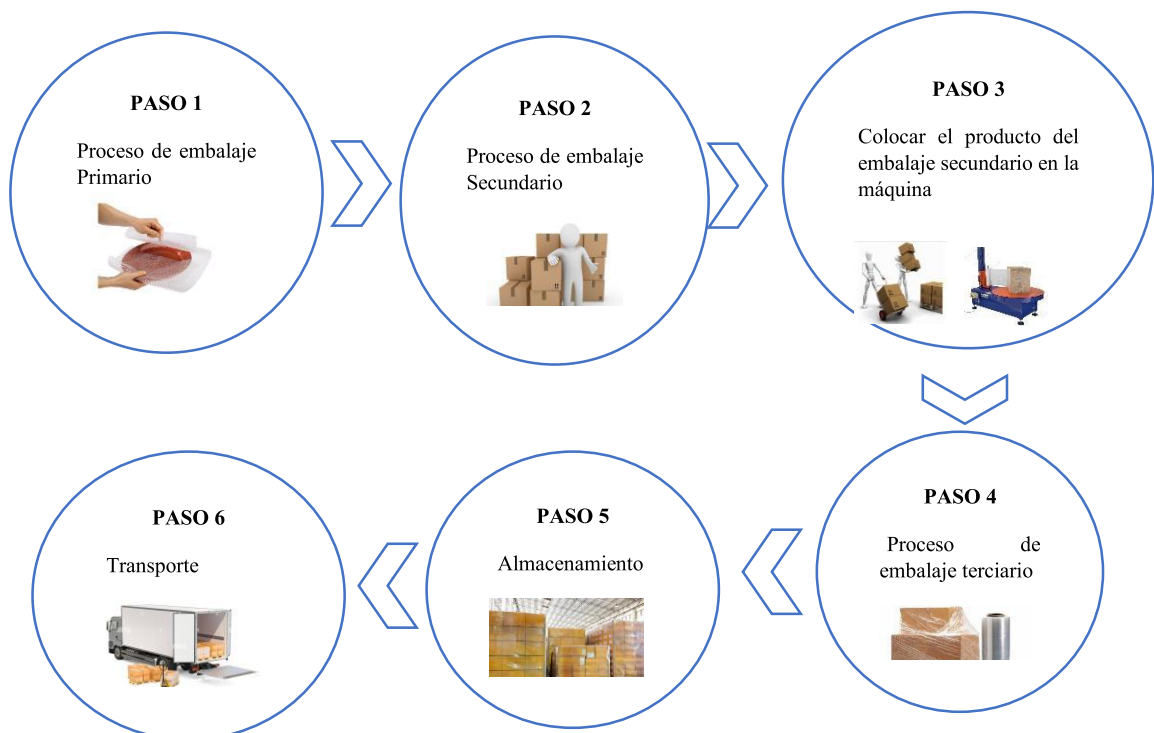 PASO 1
Proceso de embalaje
Primario
PASO 2
Proceso de embalaje
Secundario
PASO 3
Colocar el producto del
embalaje secundario en la
máquina
PASO 4
Proceso de
embalaje terciario
PASO 5
Almacenamiento
PASO 6
Transporte